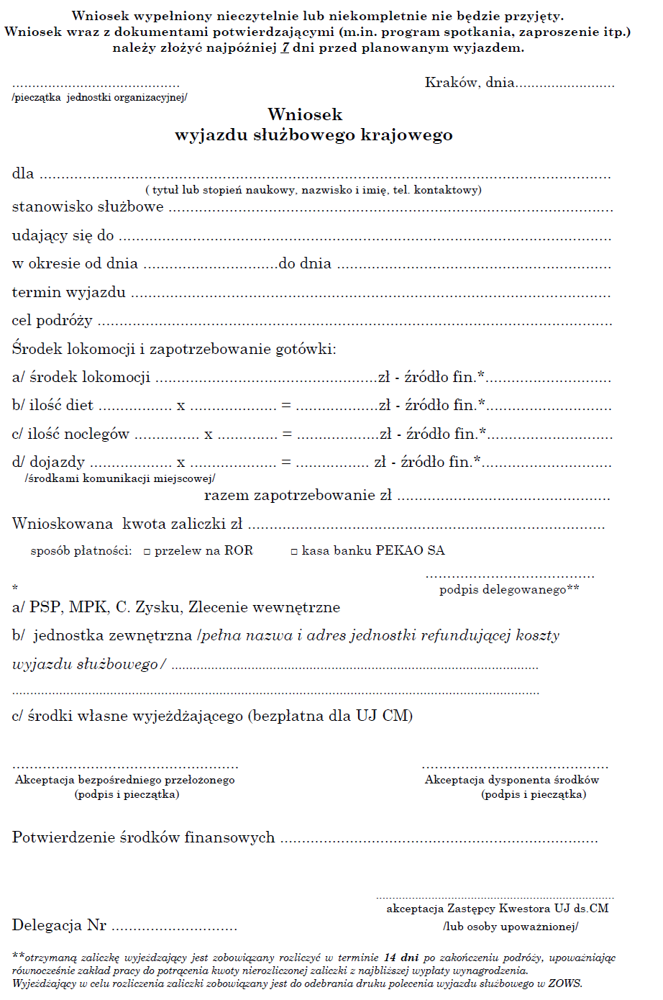 Wniosek wypełniony nieczytelnie lub niekompletnie nie będzie przyjęty.
Wniosek wraz z dokumentami potwierdzającymi (m.in. program spotkania, zaproszenie itp.)
należy złożyć najpóźniej 7 dni przed planowanym wyjazdem.
.......................................... Kraków, dnia.........................
/pieczątka jednostki organizacyjnej/
Wniosek
wyjazdu służbowego krajowego
dla ....................................................................................................................................
( tytuł lub stopień naukowy, nazwisko i imię, tel. kontaktowy)
stanowisko służbowe ......................................................................................................
udający się do .................................................................................................................
w okresie od dnia ...............................do dnia ...............................................................
termin wyjazdu ..............................................................................................................
cel podróży ......................................................................................................................
Środek lokomocji i zapotrzebowanie gotówki:
a/ środek lokomocji ...................................................zł - źródło fin.*.............................
b/ ilość diet ................. x .................... = ...................zł - źródło fin.*.............................
c/ ilość noclegów ............... x .............. = ...................zł - źródło fin.*.............................
d/ dojazdy ................... x .................... = ................. zł - źródło fin.*..............................
/środkami komunikacji miejscowej/
razem zapotrzebowanie zł .................................................
Wnioskowana kwota zaliczki zł ..................................................................................
sposób płatności: □ przelew na ROR □ kasa banku PEKAO SA
.......................................
* podpis delegowanego**
a/ PSP, MPK, C. Zysku, Zlecenie wewnętrzne
b/ jednostka zewnętrzna /pełna nazwa i adres jednostki refundującej koszty
wyjazdu służbowego/ ......................................................................................................
..................................................................................................................................................
c/ środki własne wyjeżdżającego (bezpłatna dla UJ CM)
.................................................... ...........................................
Akceptacja bezpośredniego przełożonego Akceptacja dysponenta środków
(podpis i pieczątka) (podpis i pieczątka)
Potwierdzenie środków finansowych .........................................................................
..........................................................................
akceptacja Zastępcy Kwestora UJ ds.CM
Delegacja Nr ............................. /lub osoby upoważnionej/
**otrzymaną zaliczkę wyjeżdzający jest zobowiązany rozliczyć w terminie 14 dni po zakończeniu podróży, upoważniając
równocześnie zakład pracy do potrącenia kwoty nierozliczonej zaliczki z najbliższej wypłaty wynagrodzenia.
Wyjeżdżający w celu rozliczenia zaliczki zobowiązany jest do odebrania druku polecenia wyjazdu służbowego w ZOWS.